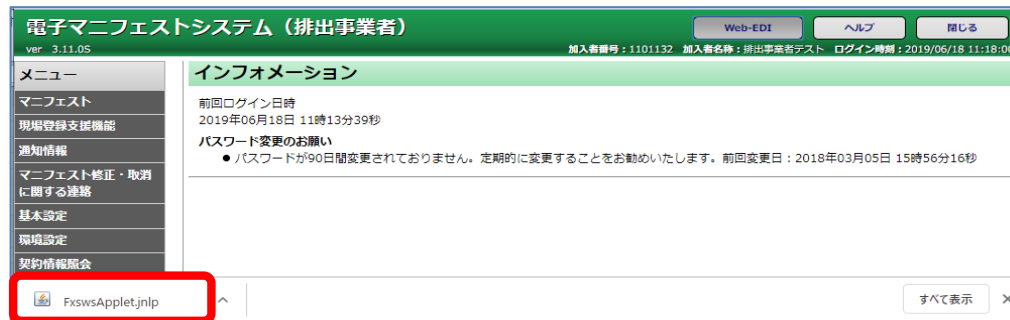 電子マニフェストシステム（排出事業者）
Web-EDI ヘルプ 閉じる
ver 3.11.0S 加入者番号：1101132 加入者名称：排出事業者テスト ログイン時刻：2019/06/18 11:18:00
メニュー
インフォメーション
マニフェスト
現場登録支援機能
通知情報
マニフェスト修正・取消
に関する連絡
基本設定
環境設定
契約情報照会
前回ログイン日時
2019年06月18日 11時13分39秒
パスワード変更のお願い
● パスワードが90日間変更されておりません。定期的に変更することをお勧めいたします。前回変更日：2018年03月05日 15時56分16秒
FxswsApplet.jnlp
すべて表示